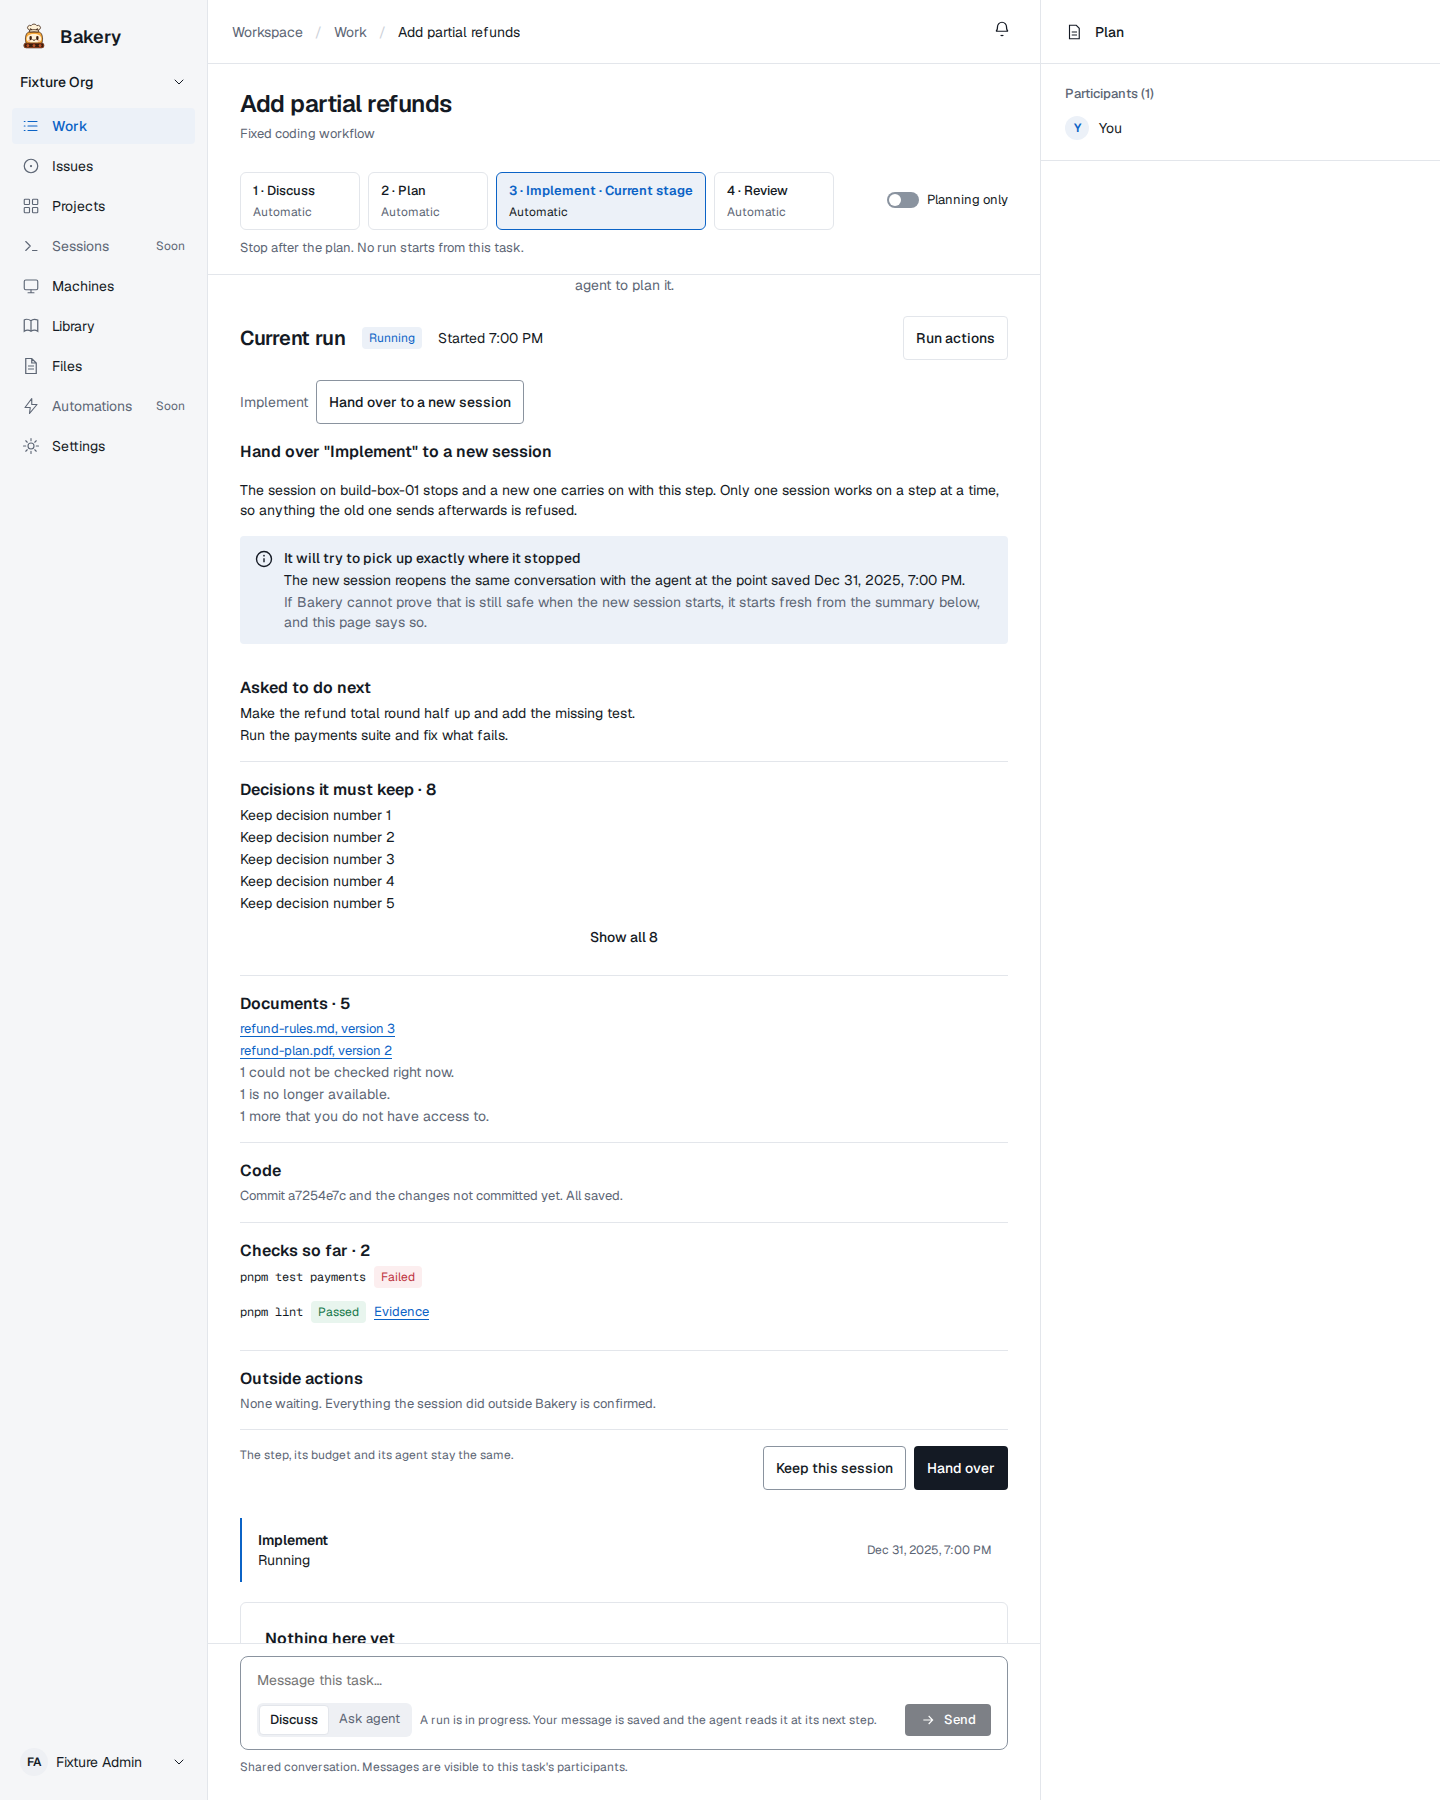 Bakery
Fixture Org
Work
Issues
Projects
Sessions Soon
Machines
Library
Files
Automations Soon
Settings
FA Fixture Admin
Workspace / Work / Add partial refunds
Add partial refunds
Fixed coding workflow
1 · Discuss
Automatic
2 · Plan
Automatic
3 · Implement · Current stage
Automatic
4 · Review
Automatic
Planning only
Stop after the plan. No run starts from this task.
agent to plan it.
Current run Running Started 7:00 PM Run actions
Implement Hand over to a new session
Hand over "Implement" to a new session
The session on build-box-01 stops and a new one carries on with this step. Only one session works on a step at a time,
so anything the old one sends afterwards is refused.
It will try to pick up exactly where it stopped
The new session reopens the same conversation with the agent at the point saved Dec 31, 2025, 7:00 PM.
If Bakery cannot prove that is still safe when the new session starts, it starts fresh from the summary below,
and this page says so.
Asked to do next
Make the refund total round half up and add the missing test.
Run the payments suite and fix what fails.
Decisions it must keep · 8
Keep decision number 1
Keep decision number 2
Keep decision number 3
Keep decision number 4
Keep decision number 5
Show all 8
Documents · 5
refund-rules.md, version 3
refund-plan.pdf, version 2
1 could not be checked right now.
1 is no longer available.
1 more that you do not have access to.
Code
Commit a7254e7c and the changes not committed yet. All saved.
Checks so far · 2
pnpm test payments Failed
pnpm lint Passed Evidence
Outside actions
None waiting. Everything the session did outside Bakery is confirmed.
The step, its budget and its agent stay the same. Keep this session Hand over
Implement
Running
Dec 31, 2025, 7:00 PM
Nothing here yet
Message this task…
Discuss Ask agent A run is in progress. Your message is saved and the agent reads it at its next step. Send
Shared conversation. Messages are visible to this task's participants.
Plan
Participants (1)
Y You